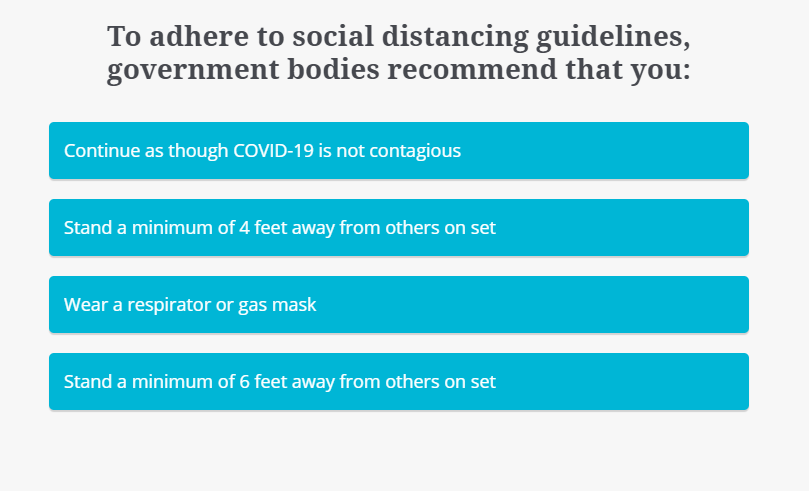 To adhere to social distancing guidelines,
government bodies recommend that you:
Continue as though COVID-19 is not contagious
Stand a minimum of 4 feet away from others on set
Wear a respirator or gas mask
Stand a minimum of 6 feet away from others on set